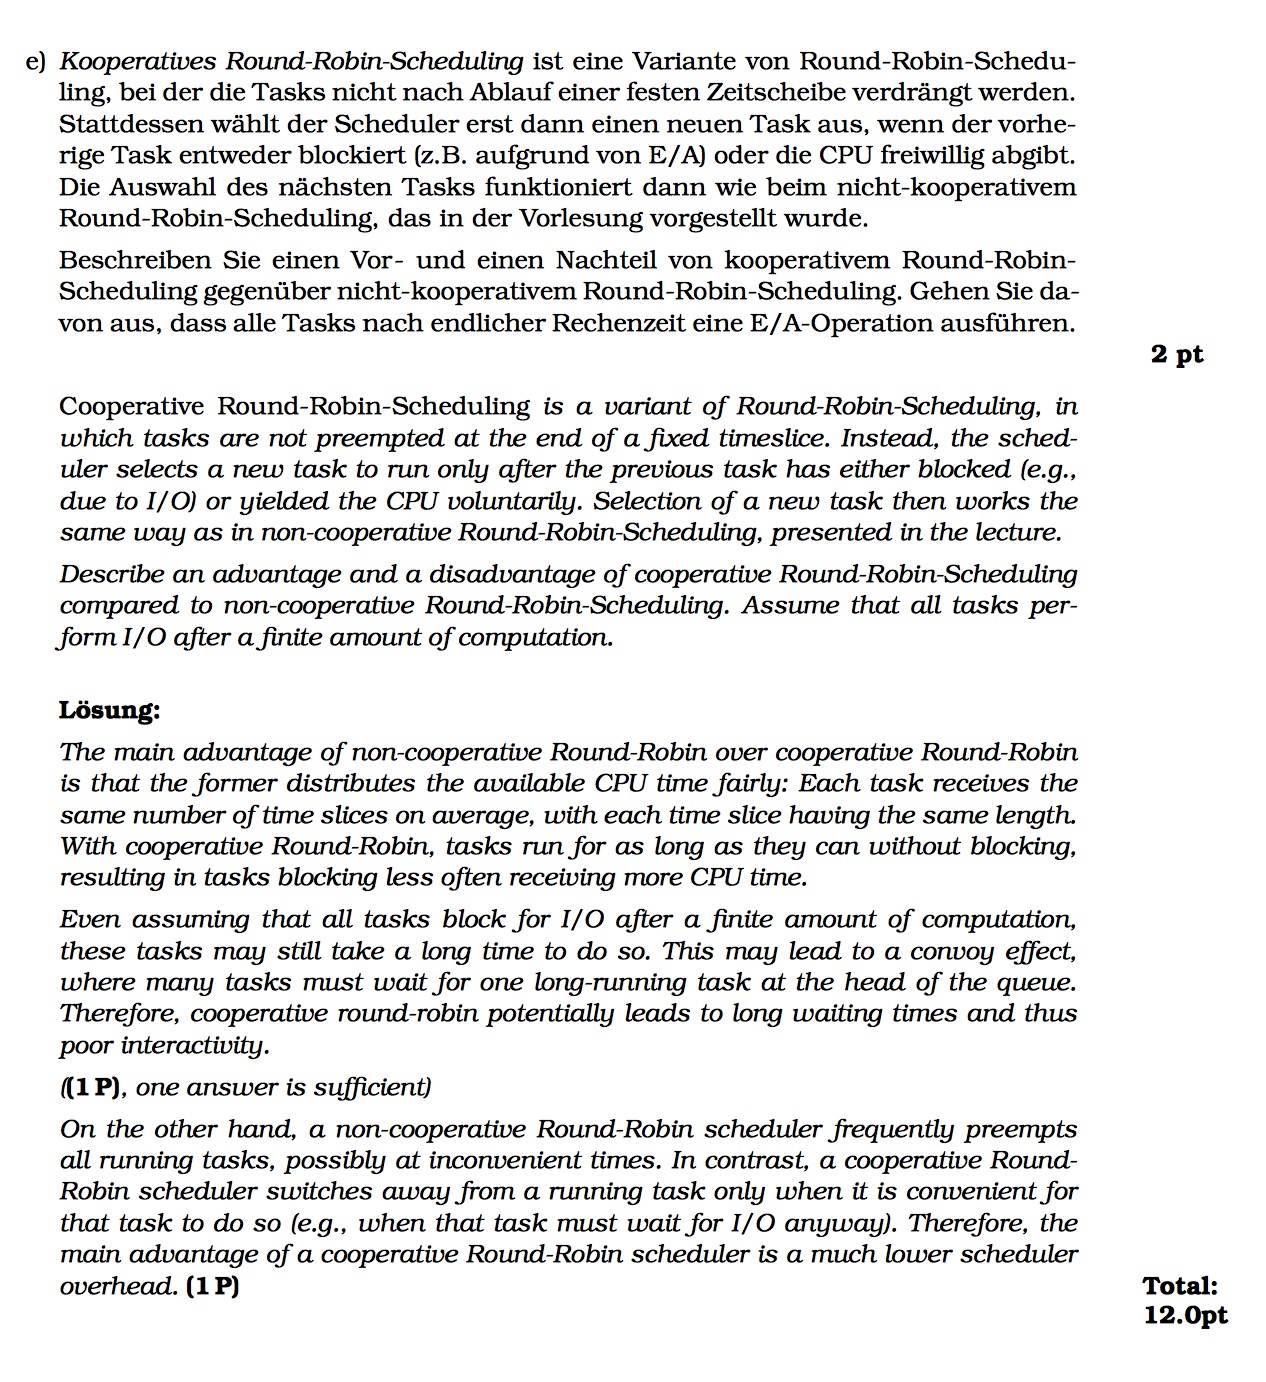 e) Kooperatives Round-Robin-Scheduling ist eine Variante von Round-Robin-Schedu-
ling, bei der die Tasks nicht nach Ablauf einer festen Zeitscheibe verdrängt werden.
Stattdessen wählt der Scheduler erst dann einen neuen Task aus, wenn der vorhe-
rige Task entweder blockiert (z.B. aufgrund von E/A) oder die CPU freiwillig abgibt.
Die Auswahl des nächsten Tasks funktioniert dann wie beim nicht-kooperativem
Round-Robin-Scheduling, das in der Vorlesung vorgestellt wurde.
Beschreiben Sie einen Vor- und einen Nachteil von kooperativem Round-Robin-
Scheduling gegenüber nicht-kooperativem Round-Robin-Scheduling. Gehen Sie da-
von aus, dass alle Tasks nach endlicher Rechenzeit eine E/A-Operation ausführen.
2 pt
Cooperative Round-Robin-Scheduling is a variant of Round-Robin-Scheduling, in
which tasks are not preempted at the end of a fixed timeslice. Instead, the sched-
uler selects a new task to run only after the previous task has either blocked (e.g.,
due to I/O) or yielded the CPU voluntarily. Selection of a new task then works the
same way as in non-cooperative Round-Robin-Scheduling, presented in the lecture.
Describe an advantage and a disadvantage of cooperative Round-Robin-Scheduling
compared to non-cooperative Round-Robin-Scheduling. Assume that all tasks per-
form I/O after a finite amount of computation.
Lösung:
The main advantage of non-cooperative Round-Robin over cooperative Round-Robin
is that the former distributes the available CPU time fairly: Each task receives the
same number of time slices on average, with each time slice having the same length.
With cooperative Round-Robin, tasks run for as long as they can without blocking,
resulting in tasks blocking less often receiving more CPU time.
Even assuming that all tasks block for I/O after a finite amount of computation,
these tasks may still take a long time to do so. This may lead to a convoy effect,
where many tasks must wait for one long-running task at the head of the queue.
Therefore, cooperative round-robin potentially leads to long waiting times and thus
poor interactivity.
((1 P), one answer is sufficient)
On the other hand, a non-cooperative Round-Robin scheduler frequently preempts
all running tasks, possibly at inconvenient times. In contrast, a cooperative Round-
Robin scheduler switches away from a running task only when it is convenient for
that task to do so (e.g., when that task must wait for I/O anyway). Therefore, the
main advantage of a cooperative Round-Robin scheduler is a much lower scheduler
overhead. (1 P)
Total:
12.0pt